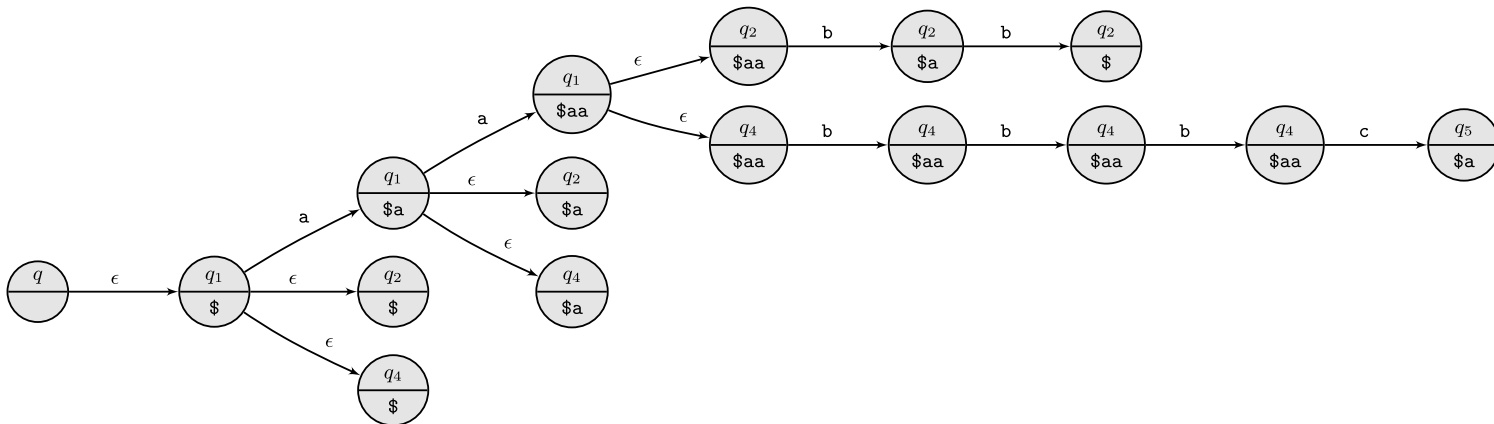 q₂ b q₂ b q₂
$aa $a $
ϵ
q₁
$aa
ϵ
q₄ b q₄ b q₄ b q₄ c q₅
$aa $aa $aa $aa $a
a
q₁ ϵ q₂
$a $a
a
ϵ
q ϵ q₁ ϵ q₂ q₄
$ $ $a
ϵ
q₄
$